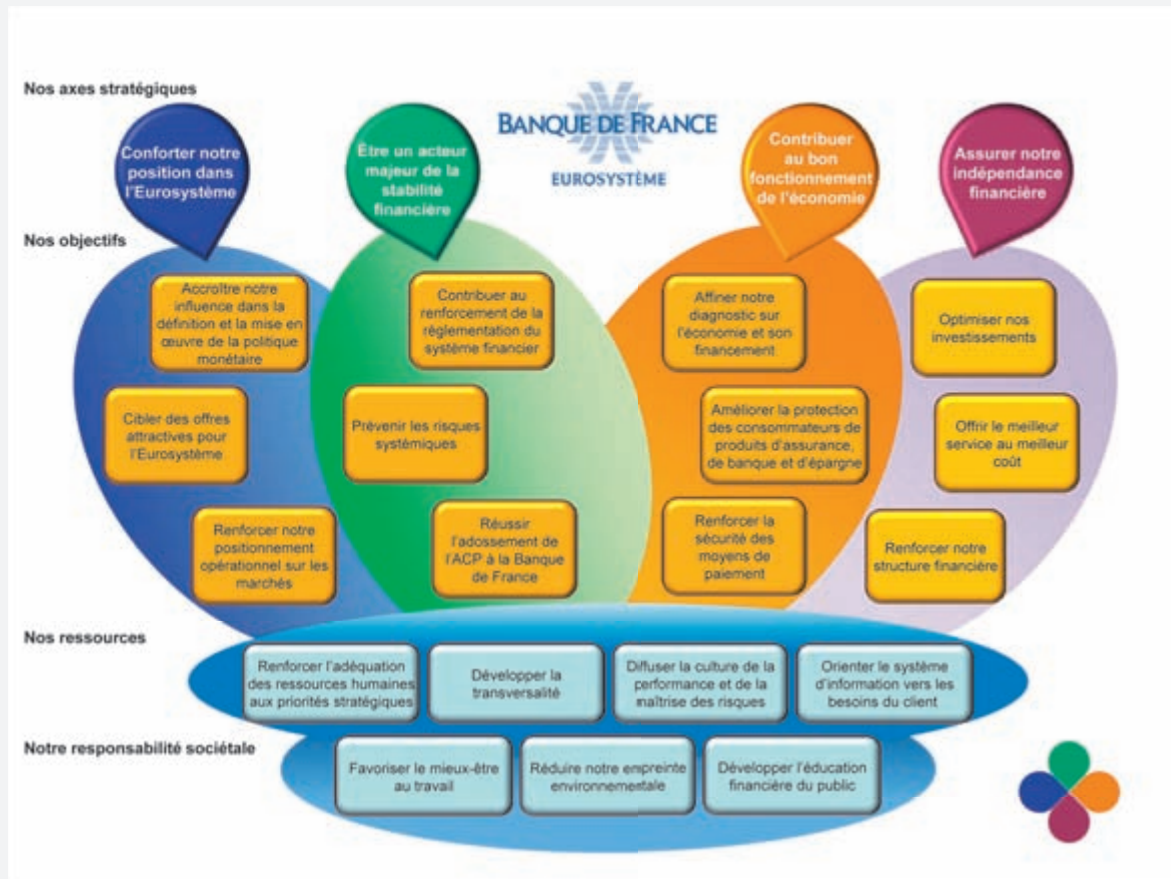 Nos axes stratégiques
BANQUE DE FRANCE
EUROSYSTÈME
Conforter notre
position dans
l'Eurosystème
Être un acteur
majeur de la
stabilité
financière
Contribuer
au bon
fonctionnement
de l'économie
Assurer notre
indépendance
financière
Nos objectifs
Accroître notre
influence dans la
définition et la mise en
œuvre de la politique
monétaire
Cibler des offres
attractives pour
l'Eurosystème
Renforcer notre
positionnement
opérationnel sur les
marchés
Contribuer au
renforcement de la
réglementation du
système financier
Prévenir les risques
systémiques
Réussir
l'adossement de
l'ACP à la Banque
de France
Affiner notre
diagnostic sur
l'économie et son
financement
Améliorer la protection
des consommateurs de
produits d'assurance,
de banque et d'épargne
Renforcer la
sécurité des
moyens de
paiement
Optimiser nos
investissements
Offrir le meilleur
service au meilleur
coût
Renforcer notre
structure financière
Nos ressources
Renforcer l'adéquation
des ressources humaines
aux priorités stratégiques
Développer la
transversalité
Diffuser la culture de la
performance et de la
maîtrise des risques
Orienter le système
d'information vers les
besoins du client
Notre responsabilité sociétale
Favoriser le mieux-être
au travail
Réduire notre empreinte
environnementale
Développer l'éducation
financière du public